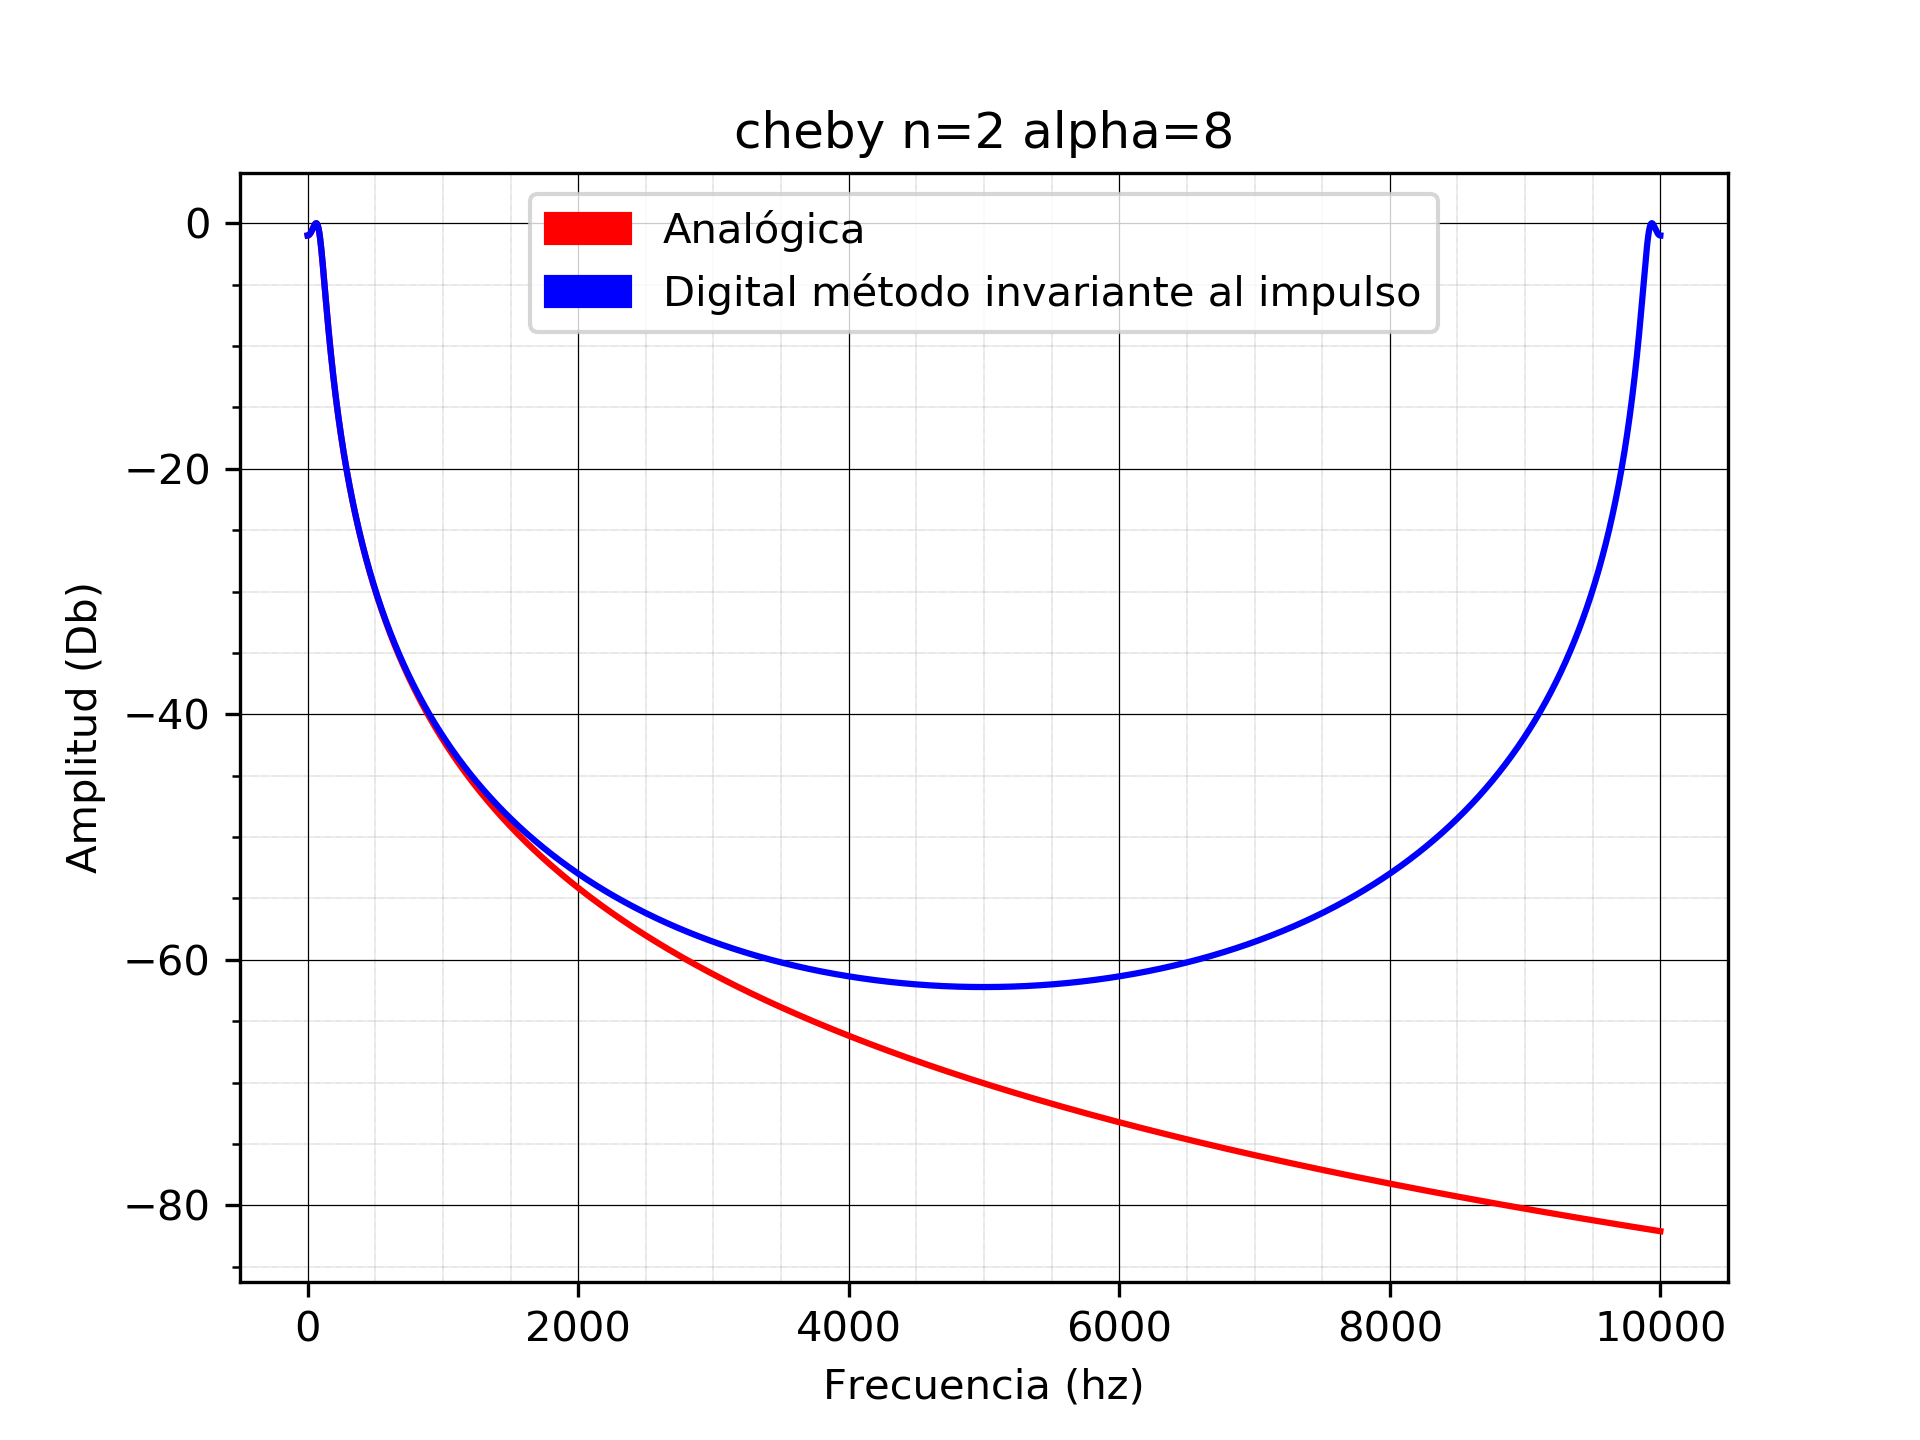 cheby n=2 alpha=8
Analógica
Digital método invariante al impulso
0
−20
−40
−60
−80
Amplitud (Db)
0 2000 4000 6000 8000 10000
Frecuencia (hz)